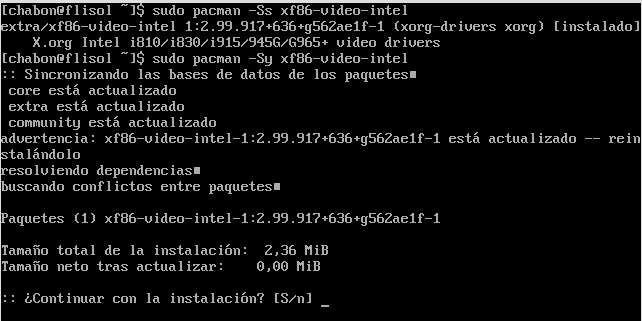 [chabon@flisol ~]$ sudo pacman -Ss xf86-video-intel
extra/xf86-video-intel 1:2.99.917+636+g562ae1f-1 (xorg-drivers xorg) [instalado]
    X.org Intel i810/i830/i915/945G/G965+ video drivers
[chabon@flisol ~]$ sudo pacman -Sy xf86-video-intel
:: Sincronizando las bases de datos de los paquetes■
 core está actualizado
 extra está actualizado
 community está actualizado
advertencia: xf86-video-intel-1:2.99.917+636+g562ae1f-1 está actualizado -- rein
stalándolo
resolviendo dependencias■
buscando conflictos entre paquetes■
Paquetes (1) xf86-video-intel-1:2.99.917+636+g562ae1f-1
Tamaño total de la instalación:  2,36 MiB
Tamaño neto tras actualizar:    0,00 MiB
:: ¿Continuar con la instalación? [S/n] _